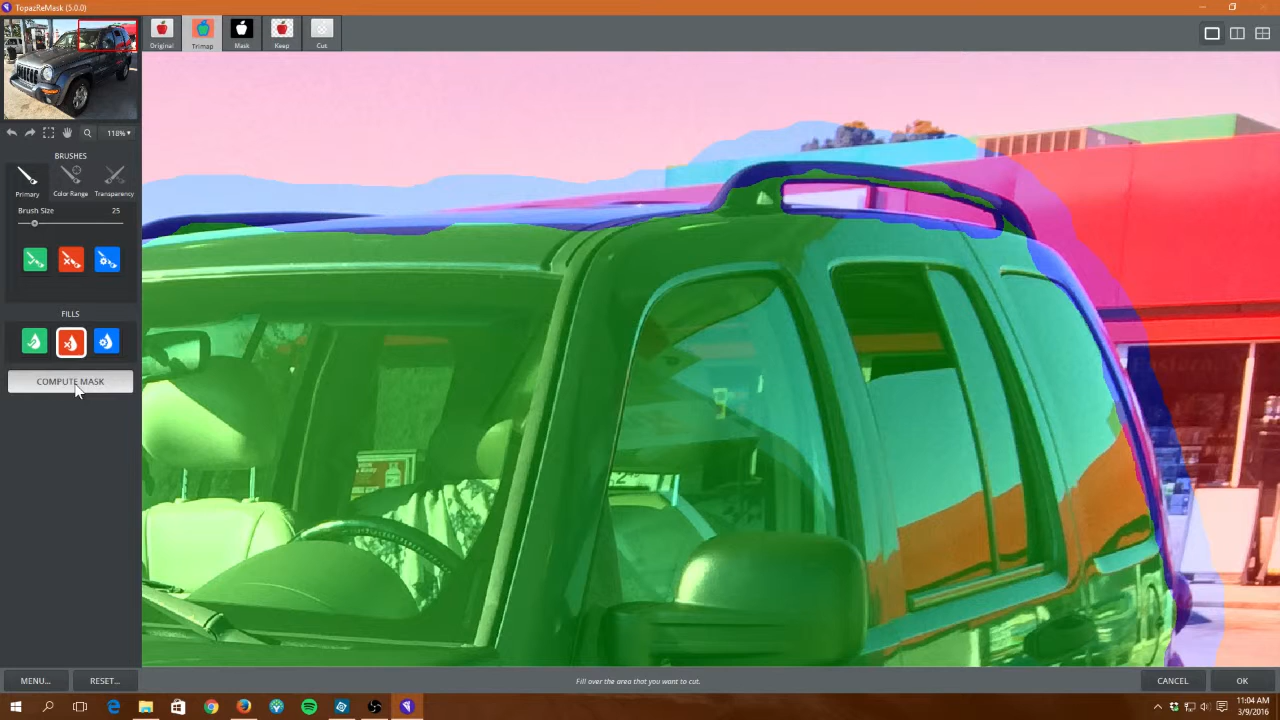 TopazReMask (5.0.0)
Original
Trimap
Mask
Keep
Cut
118%
BRUSHES
Primary
Color Range
Transparency
Brush Size
25
FILLS
COMPUTE MASK
MENU...
RESET...
Fill over the area that you want to cut.
CANCEL
OK
11:04 AM
3/9/2016